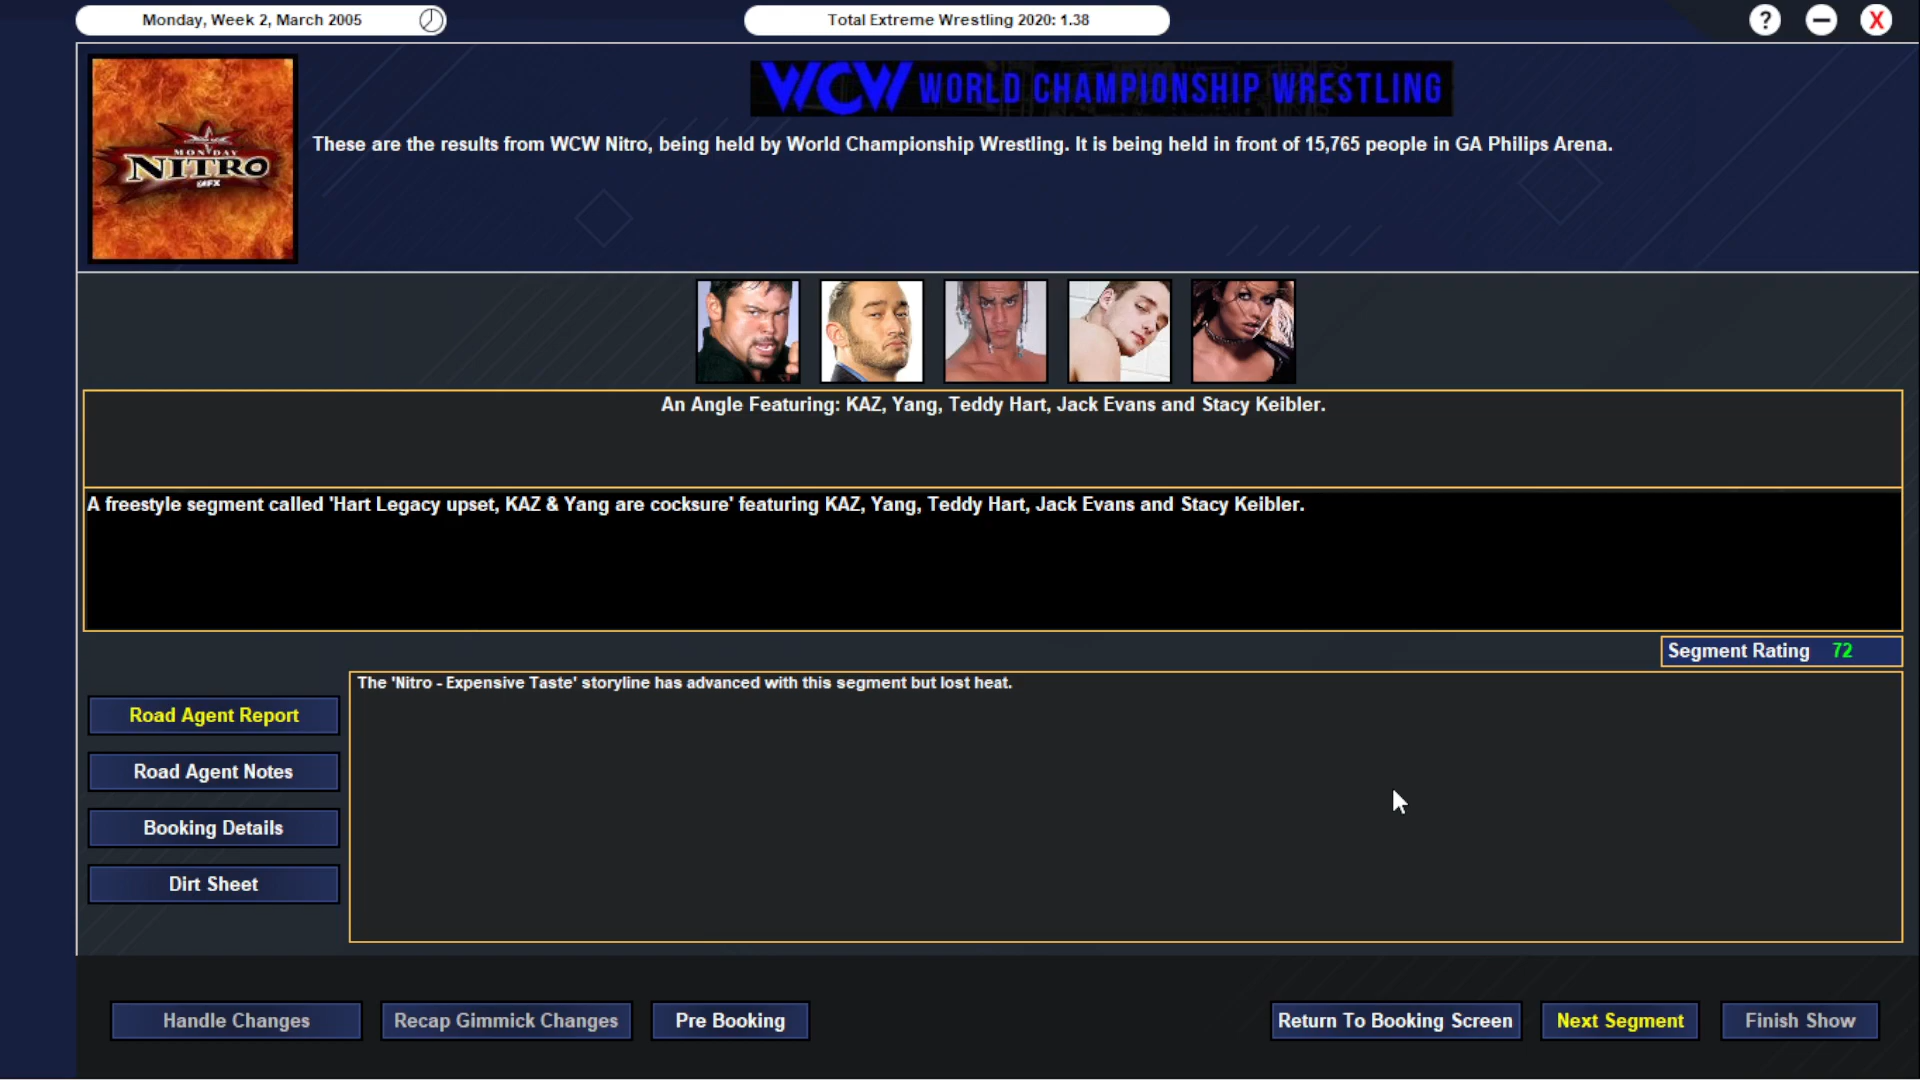 Monday, Week 2, March 2005
Total Extreme Wrestling 2020: 1.38
?
X
WCW WORLD CHAMPIONSHIP WRESTLING
MONDAY
NITRO
These are the results from WCW Nitro, being held by World Championship Wrestling. It is being held in front of 15,765 people in GA Philips Arena.
An Angle Featuring: KAZ, Yang, Teddy Hart, Jack Evans and Stacy Keibler.
A freestyle segment called 'Hart Legacy upset, KAZ & Yang are cocksure' featuring KAZ, Yang, Teddy Hart, Jack Evans and Stacy Keibler.
Segment Rating 72
The 'Nitro - Expensive Taste' storyline has advanced with this segment but lost heat.
Road Agent Report
Road Agent Notes
Booking Details
Dirt Sheet
Handle Changes
Recap Gimmick Changes
Pre Booking
Return To Booking Screen
Next Segment
Finish Show